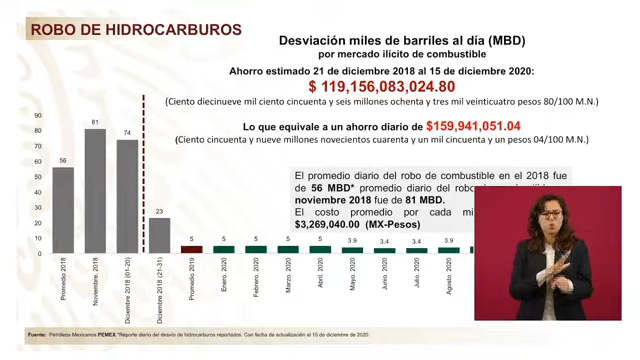 ROBO DE HIDROCARBUROS
Desviación miles de barriles al día (MBD)
por mercado ilícito de combustible
Ahorro estimado 21 de diciembre 2018 al 15 de diciembre 2020:
$ 119,156,083,024.80
(Ciento diecinueve mil ciento cincuenta y seis millones ochenta y tres mil veinticuatro pesos 80/100 M.N.)
Lo que equivale a un ahorro diario de $159,941,051.04
(Ciento cincuenta y nueve millones novecientos cuarenta y un mil cincuenta y un pesos 04/100 M.N.)
El promedio diario del robo de combustible en el 2018 fue
de 56 MBD* promedio diario del
noviembre 2018 fue de 81 MBD.
El costo promedio por cada
$3,269,040.00 (MX-Pesos)
90
80
70
60
50
40
30
20
10
0
56
81
74
23
5
5
5
5
5
3.9
3.4
3.4
3.9
Promedio 2018
Noviembre. 2018
Diciembre 2018 (01-20)
Diciembre 2018 (21-31)
Promedio 2019
Enero. 2020
Febrero. 2020
Marzo. 2020
Abril. 2020
Mayo. 2020
Junio. 2020
Julio. 2020
Agosto. 2020
Fuente: Petróleos Mexicanos PEMEX "Reporte diario del desvío de hidrocarburos reportados. Con fecha de actualización al 15 de diciembre de 2020.